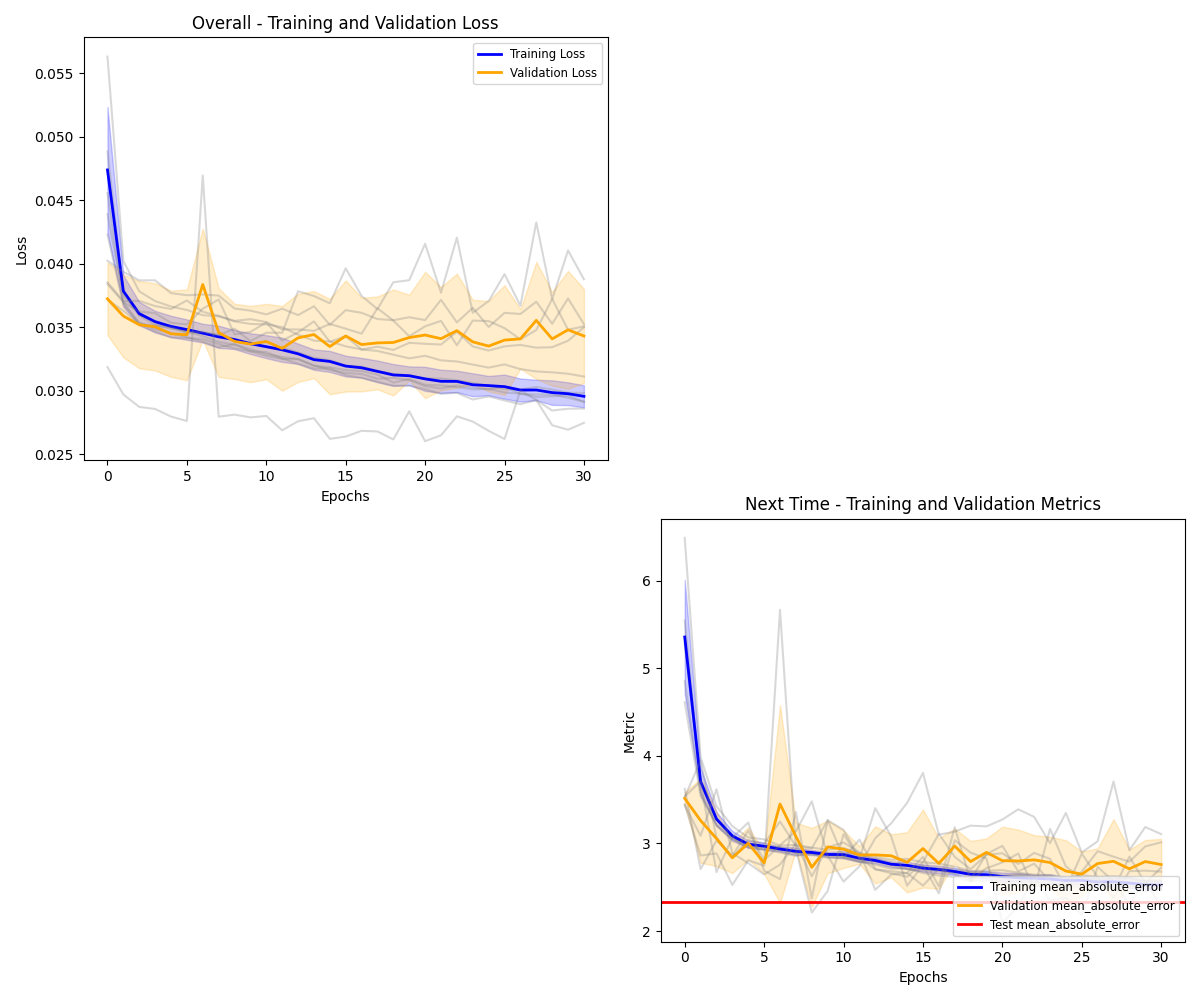 Overall - Training and Validation Loss
Training Loss
Validation Loss
0.055
0.050
0.045
0.040
0.035
0.030
0.025
Loss
0 5 10 15 20 25 30
Epochs
Next Time - Training and Validation Metrics
6
5
4
3
2
Metric
Training mean_absolute_error
Validation mean_absolute_error
Test mean_absolute_error
0 5 10 15 20 25 30
Epochs